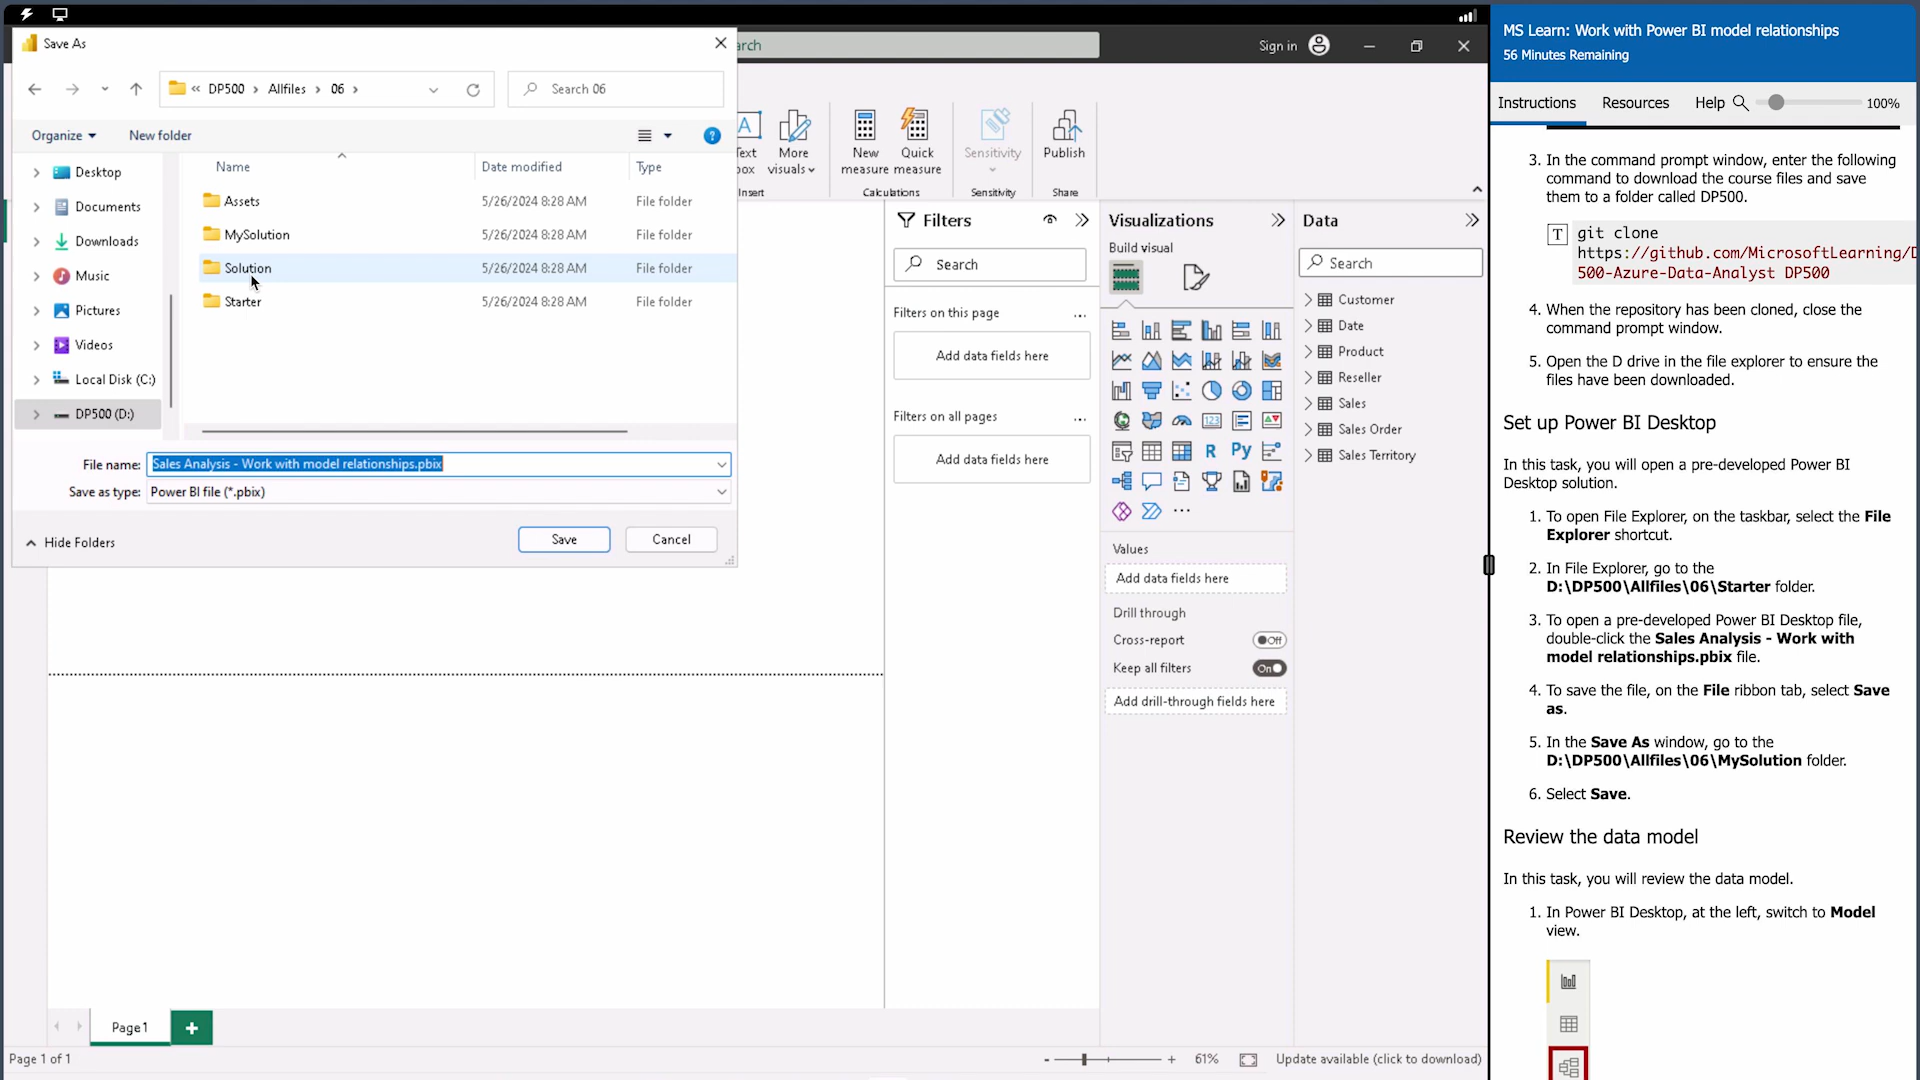 Save As
arch
Sign in
« DP500 › Allfiles › 06 ›
Search 06
Organize
New folder
Name
Date modified
Type
Desktop
Documents
Downloads
Music
Pictures
Videos
Local Disk (C:)
DP500 (D:)
Assets 5/26/2024 8:28 AM File folder
MySolution 5/26/2024 8:28 AM File folder
Solution 5/26/2024 8:28 AM File folder
Starter 5/26/2024 8:28 AM File folder
File name: Sales Analysis - Work with model relationships.pbix
Save as type: Power BI file (*.pbix)
Hide Folders
Save
Cancel
Text
box
More
visuals
Insert
New
measure
Quick
measure
Calculations
Sensitivity
Sensitivity
Publish
Share
Filters
Search
Filters on this page
...
Add data fields here
Filters on all pages
...
Add data fields here
Visualizations
Build visual
123
R
Py
...
Values
Add data fields here
Drill through
Cross-report
Off
Keep all filters
On
Add drill-through fields here
Data
Search
Customer
Date
Product
Reseller
Sales
Sales Order
Sales Territory
Page 1
+
Page 1 of 1
-
+
61%
Update available (click to download)
MS Learn: Work with Power BI model relationships
56 Minutes Remaining
Instructions
Resources
Help
100%
3. In the command prompt window, enter the following
command to download the course files and save
them to a folder called DP500.
T
git clone
https://github.com/MicrosoftLearning/D
500-Azure-Data-Analyst DP500
4. When the repository has been cloned, close the
command prompt window.
5. Open the D drive in the file explorer to ensure the
files have been downloaded.
Set up Power BI Desktop
In this task, you will open a pre-developed Power BI
Desktop solution.
1. To open File Explorer, on the taskbar, select the File
Explorer shortcut.
2. In File Explorer, go to the
D:\DP500\Allfiles\06\Starter folder.
3. To open a pre-developed Power BI Desktop file,
double-click the Sales Analysis - Work with
model relationships.pbix file.
4. To save the file, on the File ribbon tab, select Save
as.
5. In the Save As window, go to the
D:\DP500\Allfiles\06\MySolution folder.
6. Select Save.
Review the data model
In this task, you will review the data model.
1. In Power BI Desktop, at the left, switch to Model
view.